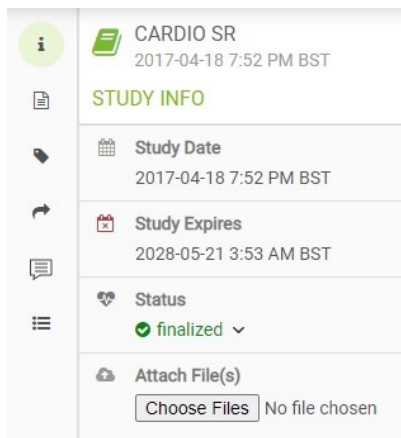 CARDIO SR
2017-04-18 7:52 PM BST
STUDY INFO
Study Date
2017-04-18 7:52 PM BST
Study Expires
2028-05-21 3:53 AM BST
Status
finalized
Attach File(s)
Choose Files No file chosen